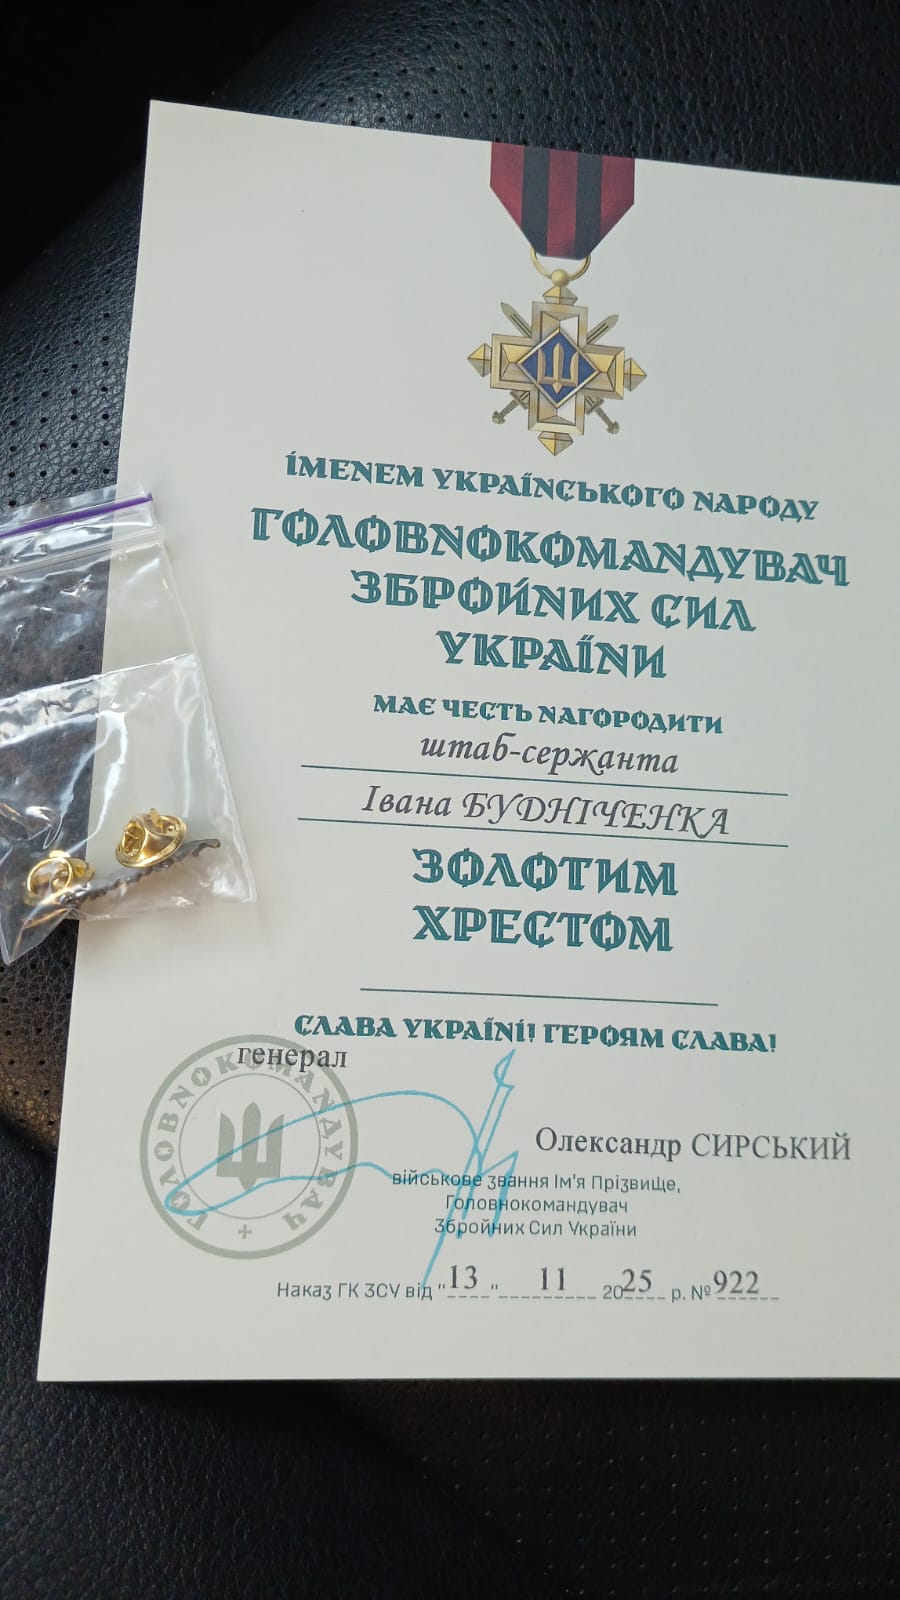 ІМЕНЕМ УКРАЇНСЬКОГО НАРОДУ
ГОЛОВНОКОМАНДУВАЧ
ЗБРОЙНИХ СИЛ
УКРАЇНИ
МАЄ ЧЕСТЬ НАГОРОДИТИ
штаб-сержанта
Івана БУДНІЧЕНКА
ЗОЛОТИМ
ХРЕСТОМ
СЛАВА УКРАЇНІ! ГЕРОЯМ СЛАВА!
генерал
ГОЛОВНОКОМАНДУВАЧ
Олександр СИРСЬКИЙ
військове звання Ім'я Прізвище,
Головнокомандувач
Збройних Сил України
Наказ ГК ЗСУ від "13" 11 2025 р. №922